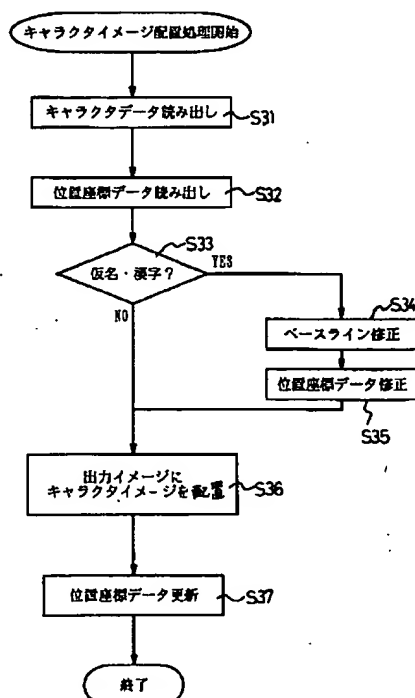 キャラクタイメージ配置処理開始
キャラクタデータ読み出し
S31
位置座標データ読み出し
S32
S33
仮名・漢字？
YES
NO
S34
ベースライン修正
位置座標データ修正
S35
出力イメージに
キャラクタイメージを配置
S36
位置座標データ更新
S37
終了